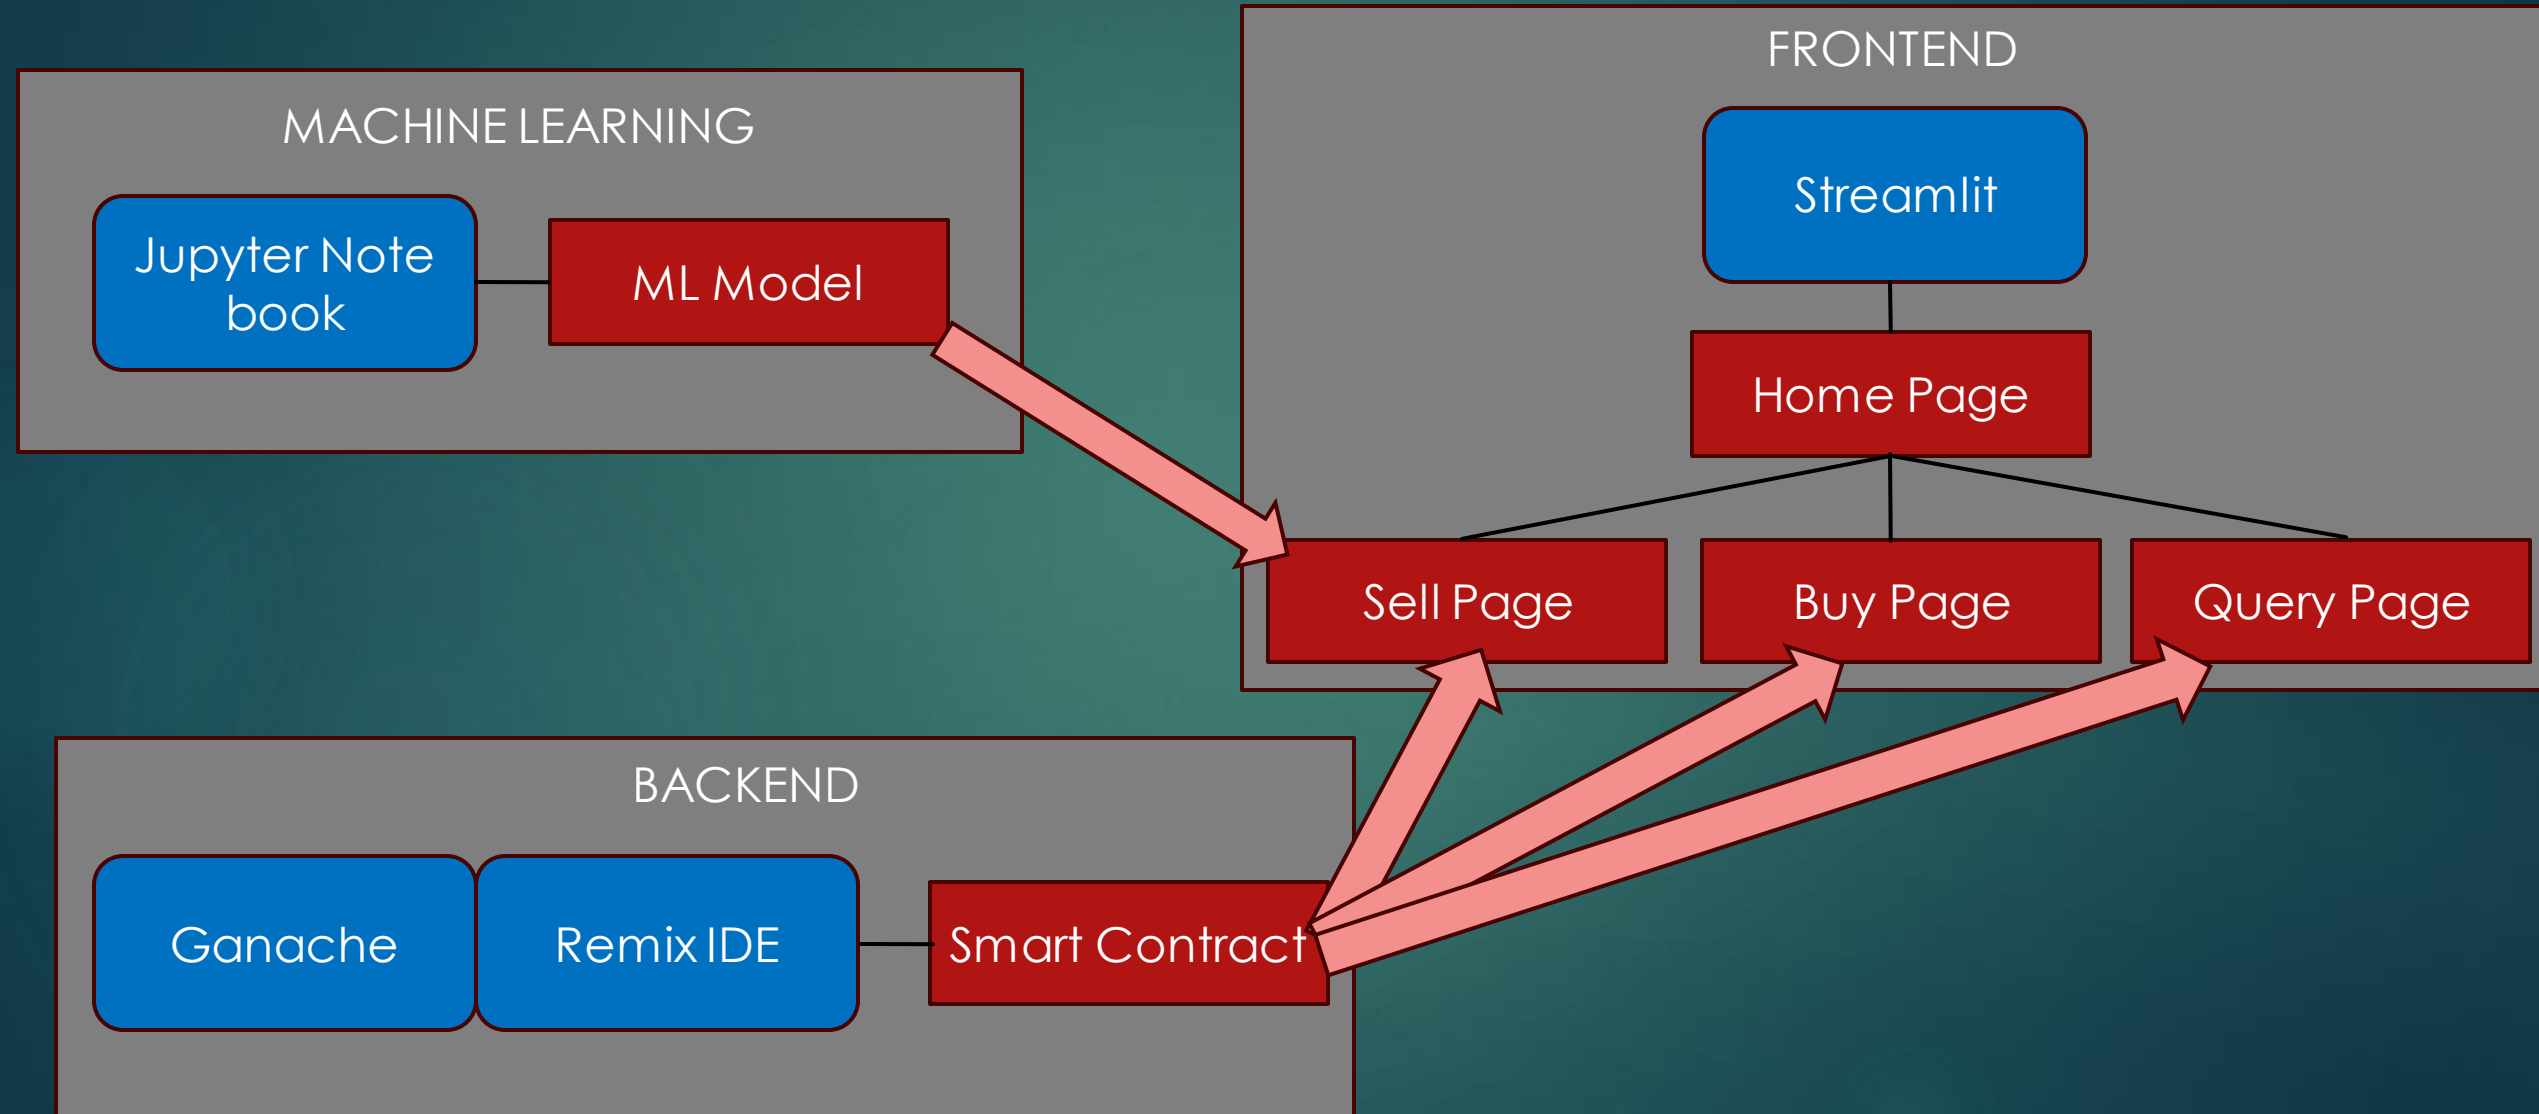 MACHINE LEARNING
Jupyter Note
book
ML Model
FRONTEND
Streamlit
Home Page
Sell Page
Buy Page
Query Page
BACKEND
Ganache
Remix IDE
Smart Contract